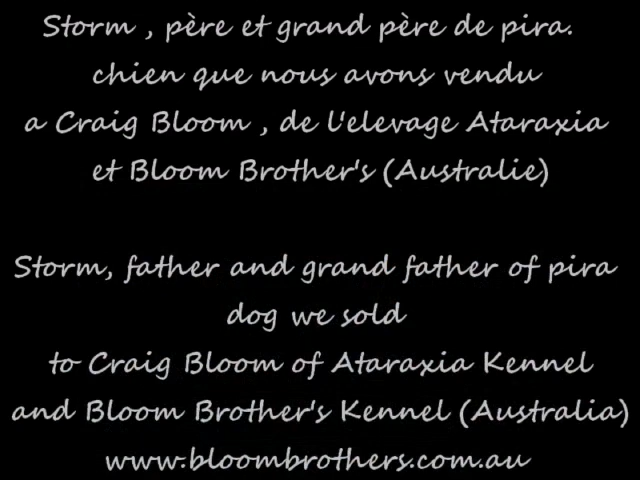 Storm , père et grand père de pira.
chien que nous avons vendu
a Craig Bloom , de l'elevage Ataraxia
et Bloom Brother's (Australie)
Storm, father and grand father of pira
dog we sold
to Craig Bloom of Ataraxia Kennel
and Bloom Brother's Kennel (Australia)
www.bloombrothers.com.au